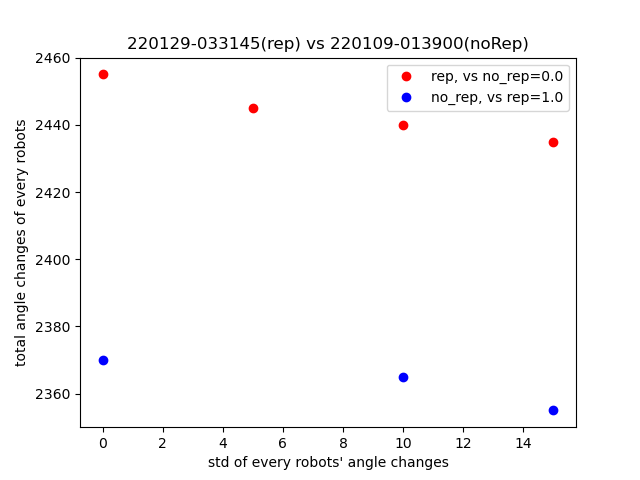 220129-033145(rep) vs 220109-013900(noRep)
rep, vs no_rep=0.0
no_rep, vs rep=1.0
total angle changes of every robots
2460
2440
2420
2400
2380
2360
0 2 4 6 8 10 12 14
std of every robots' angle changes